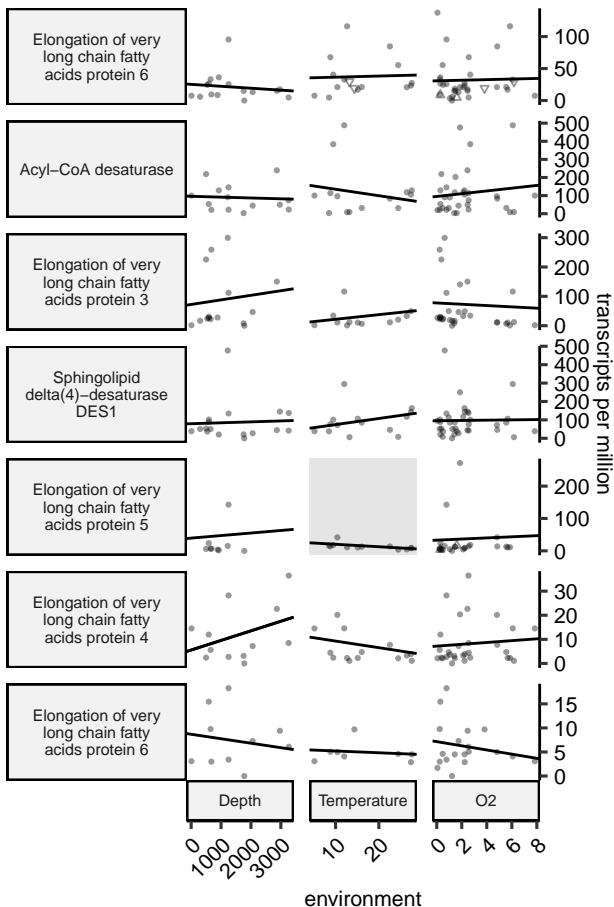 Elongation of very
long chain fatty
acids protein 6
100
50
0
Acyl−CoA desaturase
500
400
300
200
100
0
Elongation of very
long chain fatty
acids protein 3
300
200
100
0
Sphingolipid
delta(4)−desaturase
DES1
500
400
300
200
100
0
Elongation of very
long chain fatty
acids protein 5
200
100
0
Elongation of very
long chain fatty
acids protein 4
30
20
10
0
Elongation of very
long chain fatty
acids protein 6
15
10
5
0
transcripts per million
Depth
Temperature
O2
0
1000
2000
3000
10
20
0
2
4
6
8
environment